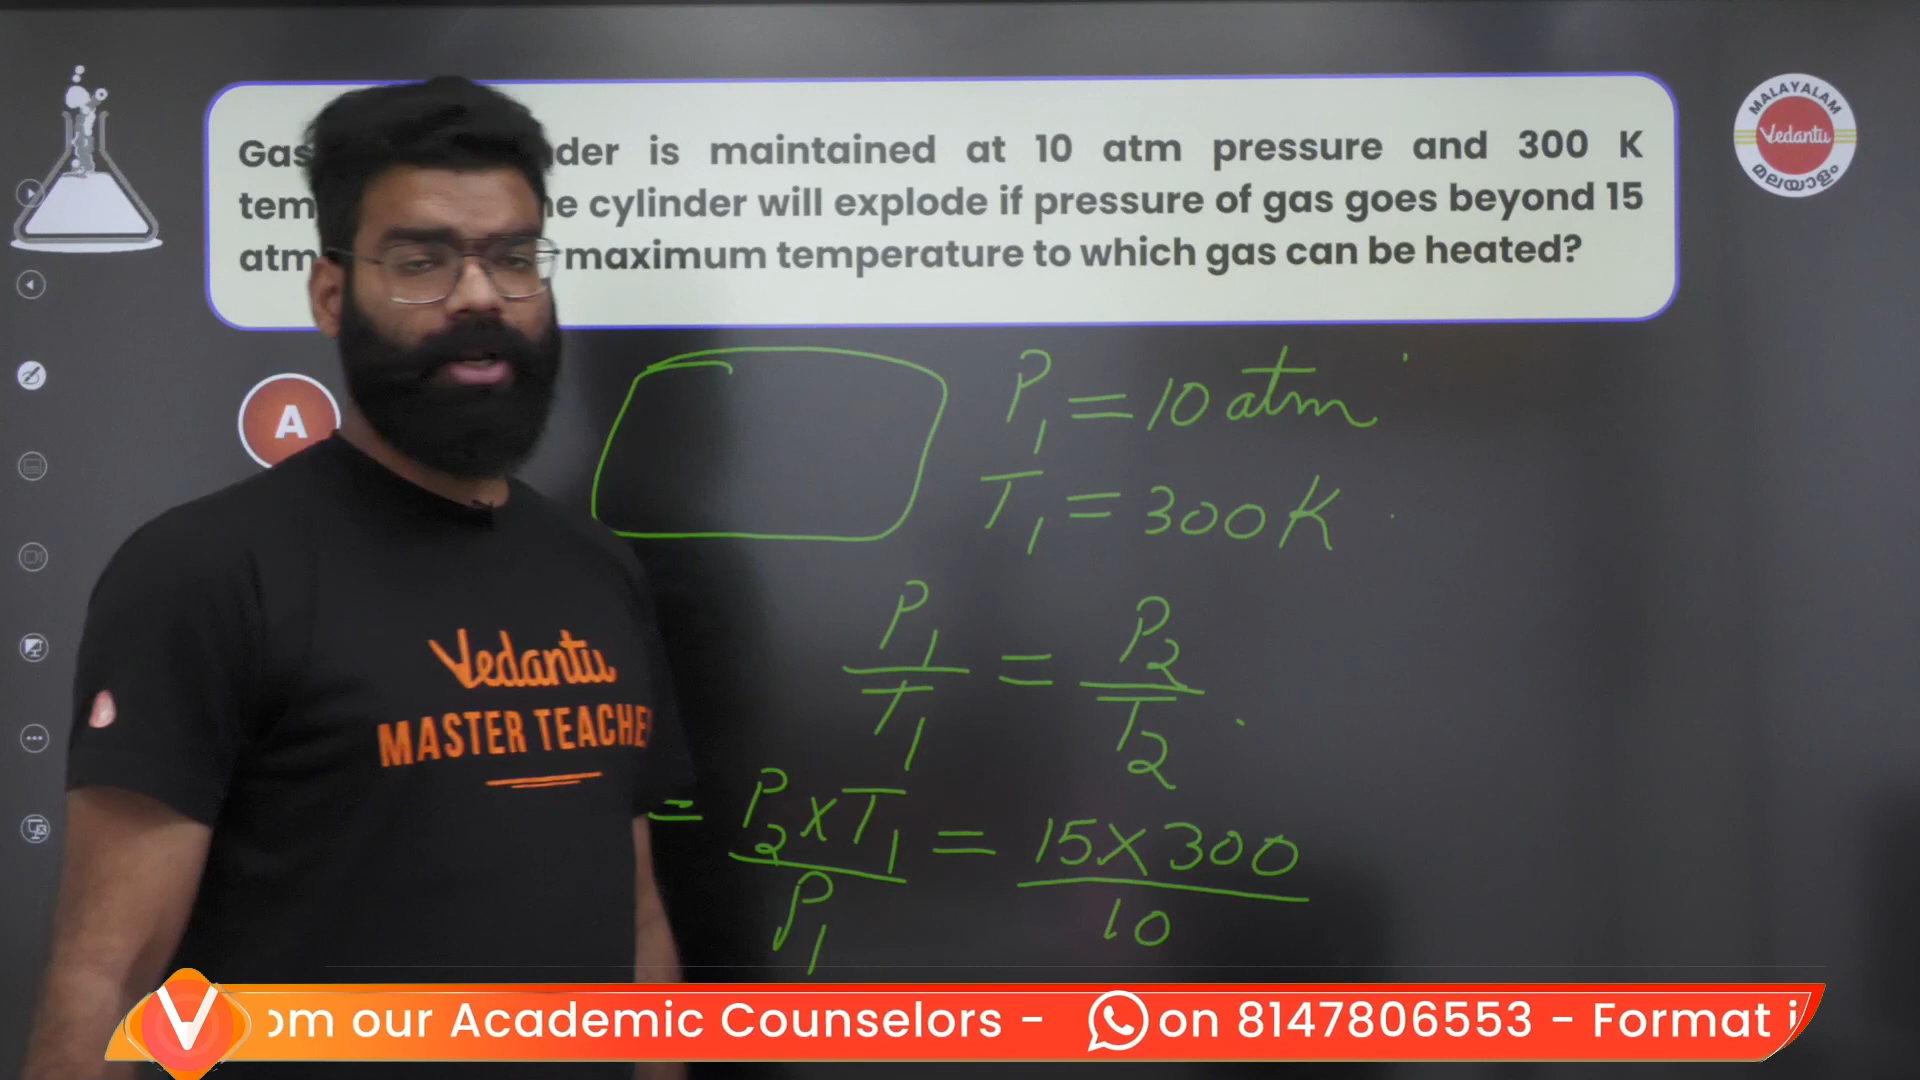 MALAYALAM
Vedantu
മലയാളം
Gas der is maintained at 10 atm pressure and 300 K
tem he cylinder will explode if pressure of gas goes beyond 15
atm maximum temperature to which gas can be heated?
A
P1 = 10 atm
T1 = 300 K
P1/T1 = P2/T2
= P2 x T1/P1 = 15 X 300/10
Vedantu
MASTER TEACHE
om our Academic Counselors - on 8147806553 - Format i